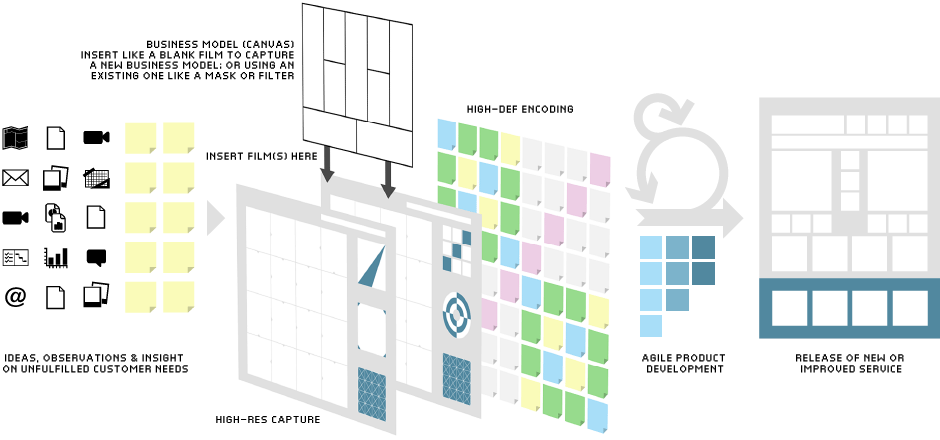 BUSINESS MODEL (CANVAS)
INSERT LIKE A BLANK FILM TO CAPTURE
A NEW BUSINESS MODEL; OR USING AN
EXISTING ONE LIKE A MASK OR FILTER
HIGH-DEF ENCODING
INSERT FILM(S) HERE
@
IDEAS, OBSERVATIONS & INSIGHT
ON UNFULFILLED CUSTOMER NEEDS
AGILE PRODUCT
DEVELOPMENT
RELEASE OF NEW OR
IMPROVED SERVICE
HIGH-RES CAPTURE